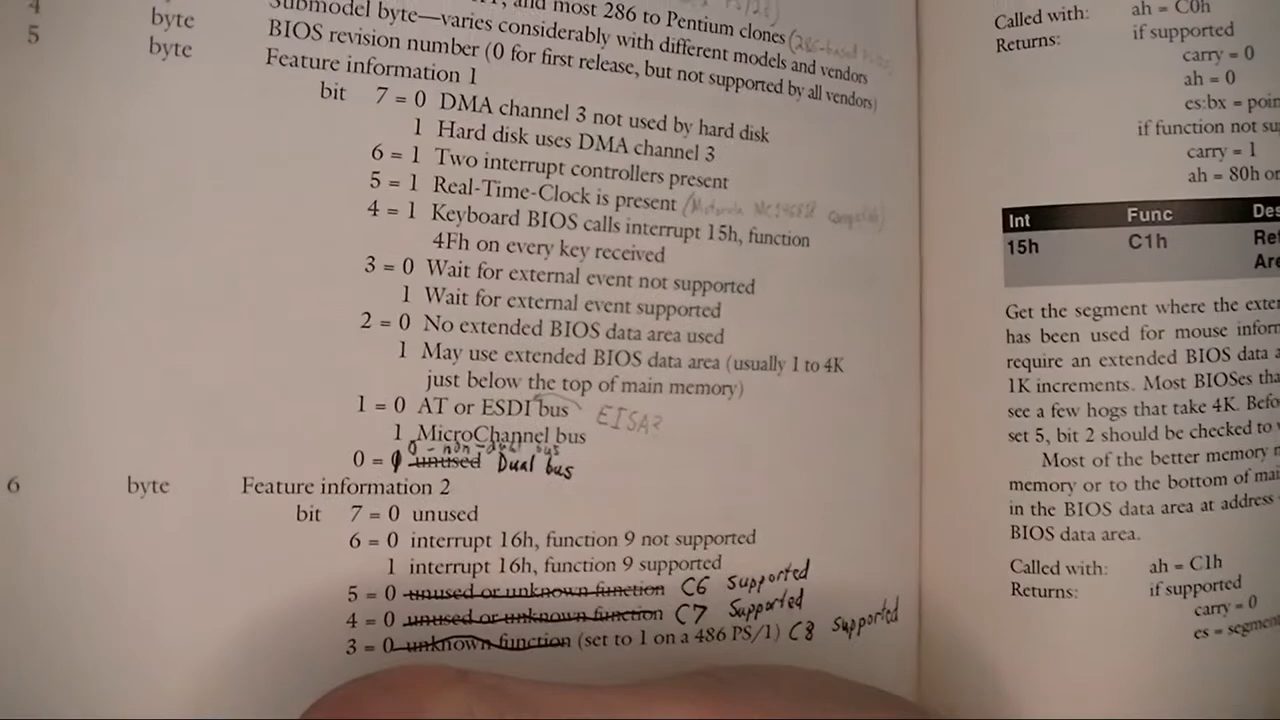 4
, and most 286 to Pentium clones
byte Submodel byte—varies considerably with different models and vendors
5 byte BIOS revision number (0 for first release, but not supported by all vendors)
Feature information 1
bit 7 = 0 DMA channel 3 not used by hard disk
1 Hard disk uses DMA channel 3
6 = 1 Two interrupt controllers present
5 = 1 Real-Time-Clock is present (Motorola
4 = 1 Keyboard BIOS calls interrupt 15h, function
4Fh on every key received
3 = 0 Wait for external event not supported
1 Wait for external event supported
2 = 0 No extended BIOS data area used
1 May use extended BIOS data area (usually 1 to 4K
just below the top of main memory)
1 = 0 AT or ESDI bus EISA?
1 MicroChannel bus
0 - non-dual bus
0 = 0 unused Dual bus
6 byte Feature information 2
bit 7 = 0 unused
6 = 0 interrupt 16h, function 9 not supported
1 interrupt 16h, function 9 supported
5 = 0 unused or unknown function C6 supported
4 = 0 unused or unknown function C7 Supported
3 = 0 unknown function (set to 1 on a 486 PS/1) C8 supported
Called with: ah = C0h
Returns: if supported
carry = 0
ah = 0
es:bx = poin
if function not su
carry = 1
ah = 80h or
Int Func Des
15h C1h Ret
Are
Get the segment where the exte
has been used for mouse inform
require an extended BIOS data a
1K increments. Most BIOSes tha
see a few hogs that take 4K. Befo
set 5, bit 2 should be checked to
Most of the better memory
memory or to the bottom of mai
in the BIOS data area at address
BIOS data area.
Called with: ah = C1h
Returns: if supported
carry = 0
es = segment